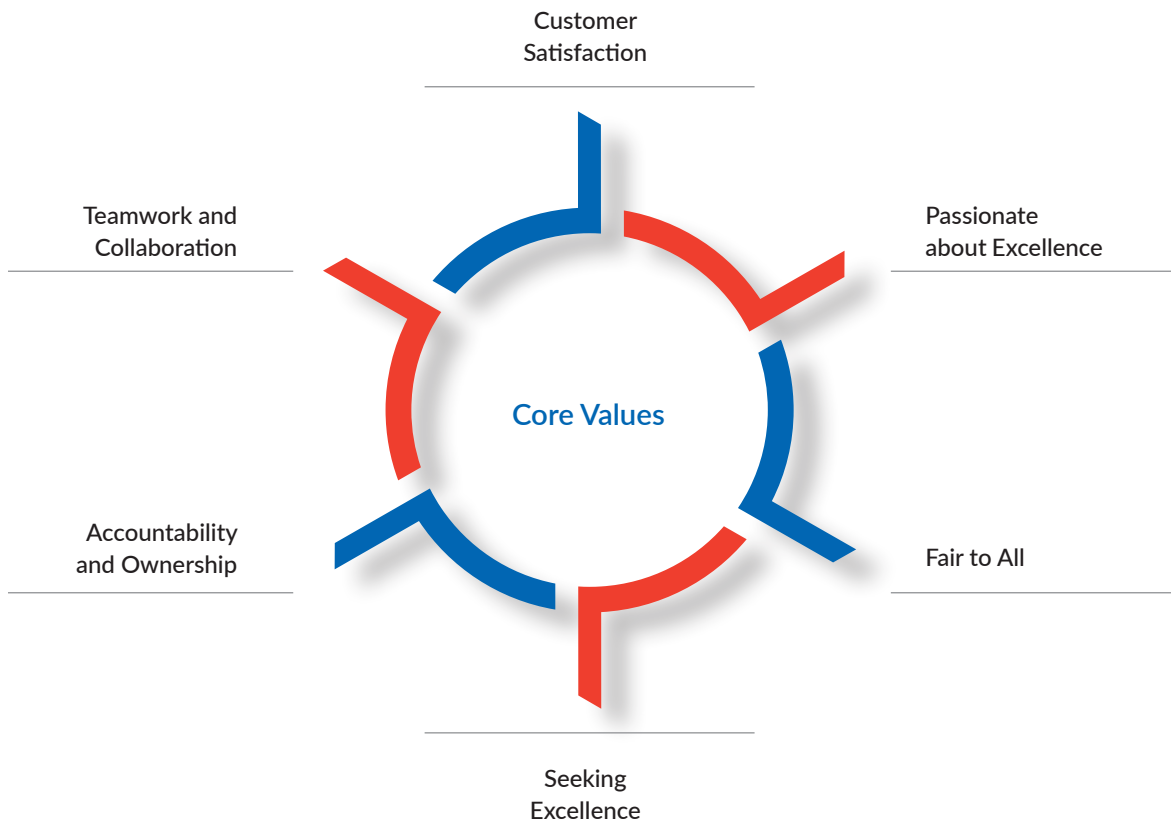 Customer
Satisfaction
Teamwork and
Collaboration
Passionate
about Excellence
Core Values
Accountability
and Ownership
Fair to All
Seeking
Excellence